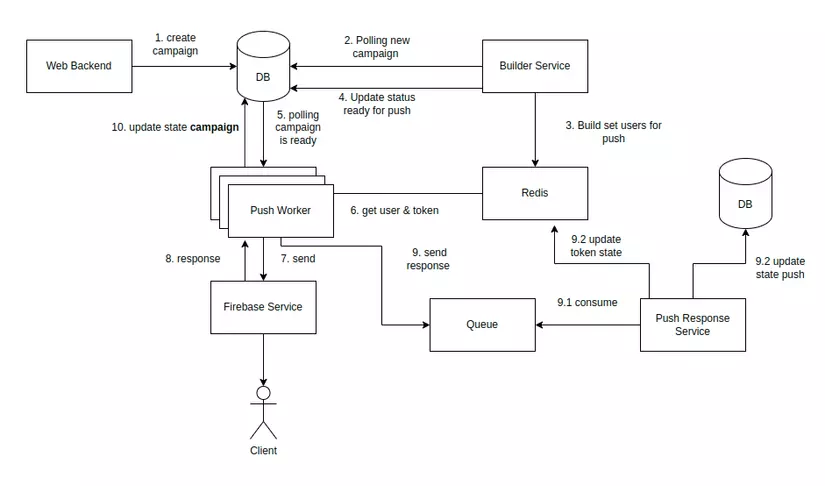 1. create
campaign
2. Polling new
campaign
Web Backend
DB
Builder Service
4. Update status
ready for push
10. update state campaign
5. polling
campaign
is ready
3. Build set users for
push
Push Worker
6. get user & token
Redis
DB
8. response
7. send
9. send
response
9.2 update
token state
9.2 update
state push
Firebase Service
Queue
9.1 consume
Push Response
Service
Client